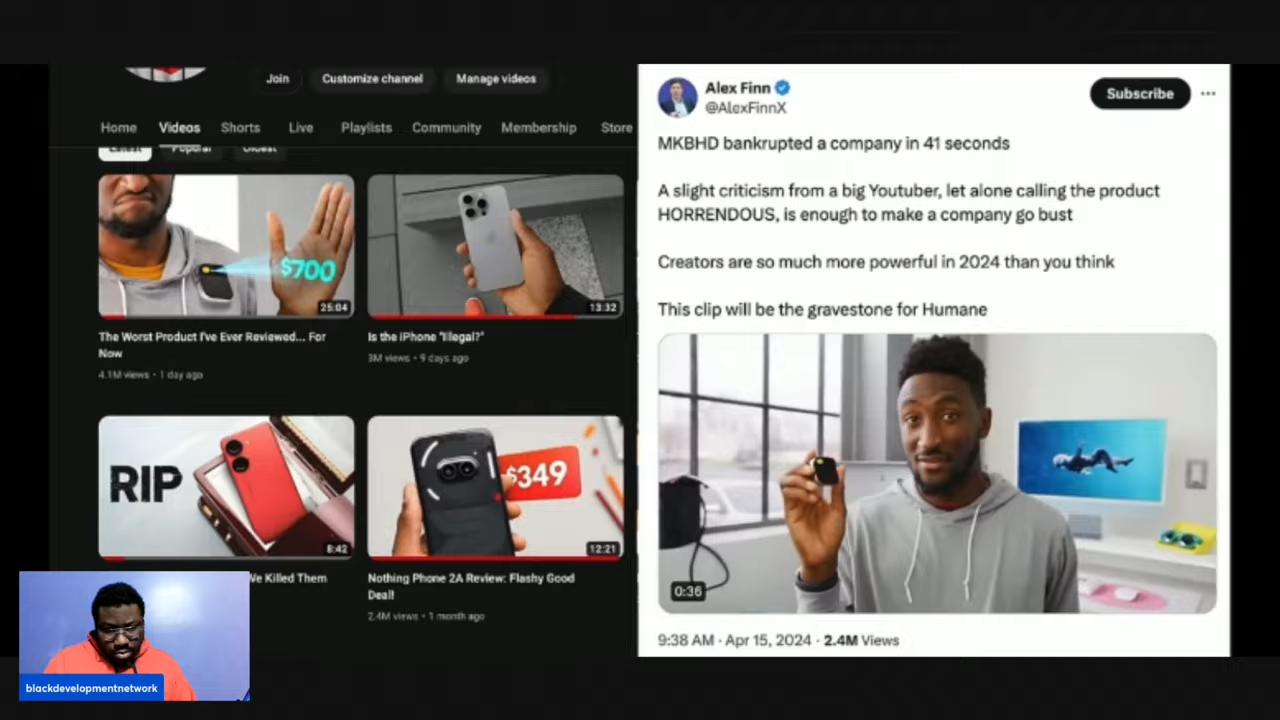 Join
Customize channel
Manage videos
Home
Videos
Shorts
Live
Playlists
Community
Membership
Store
Latest
Popular
Oldest
$700
25:04
13:32
The Worst Product I've Ever Reviewed... For
Now
4.1M views • 1 day ago
Is the iPhone "Illegal?"
3M views • 9 days ago
RIP
8:42
$349
12:21
We Killed Them
Nothing Phone 2A Review: Flashy Good
Deal!
2.4M views • 1 month ago
blackdevelopmentnetwork
Alex Finn
@AlexFinnX
Subscribe
MKBHD bankrupted a company in 41 seconds
A slight criticism from a big Youtuber, let alone calling the product
HORRENDOUS, is enough to make a company go bust
Creators are so much more powerful in 2024 than you think
This clip will be the gravestone for Humane
0:36
9:38 AM · Apr 15, 2024 · 2.4M Views